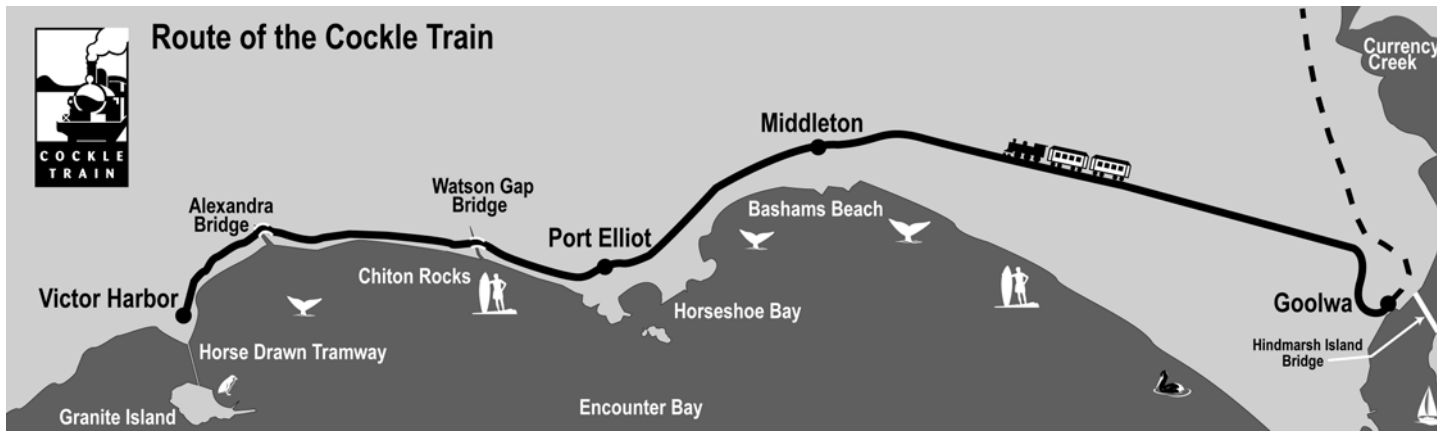 Route of the Cockle Train
COCKLE
TRAIN
Currency
Creek
Middleton
Watson Gap
Bridge
Alexandra
Bridge
Bashams Beach
Port Elliot
Chiton Rocks
Victor Harbor
Horseshoe Bay
Goolwa
Hindmarsh Island
Bridge
Horse Drawn Tramway
Granite Island
Encounter Bay